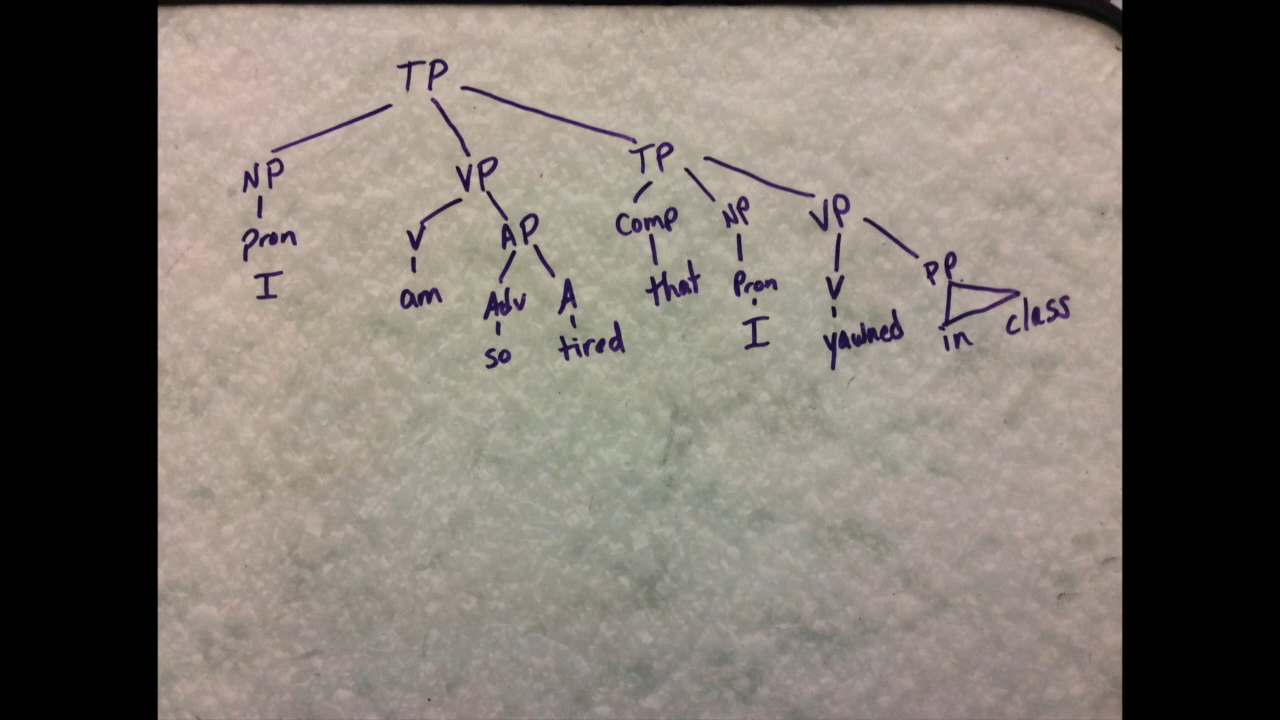 TP
NP VP TP
Pron V AP Comp NP VP
I am Adv A that Pron V PP
so tired I yawned in class